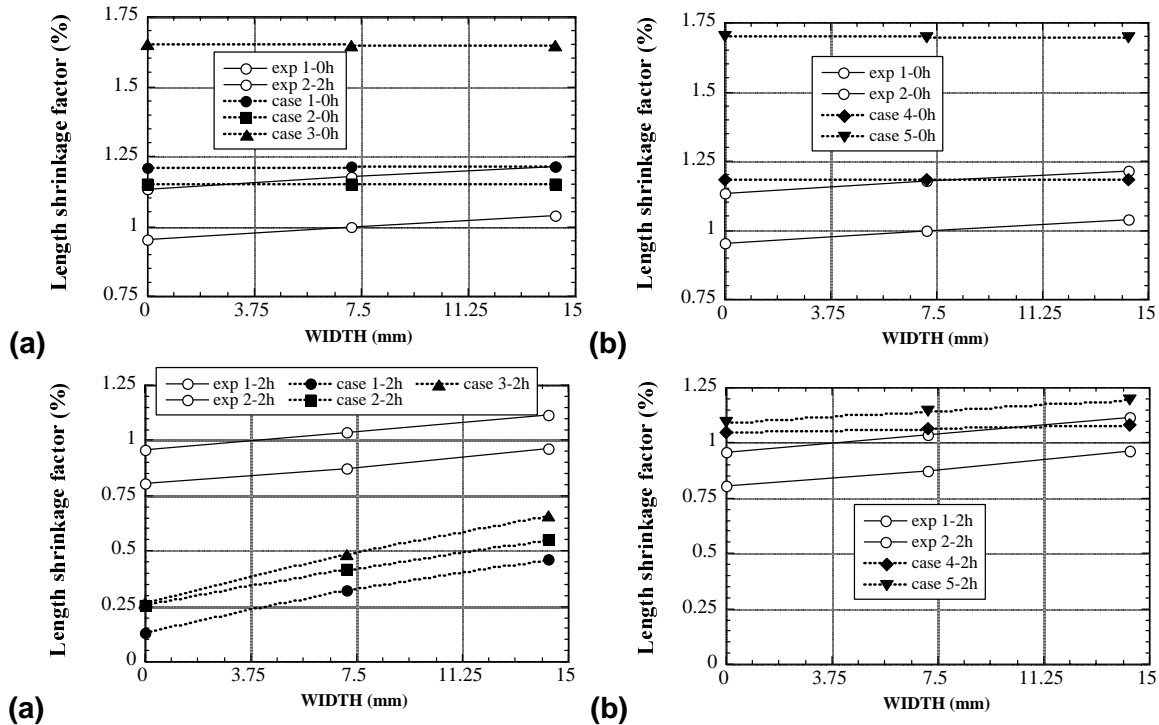 Length shrinkage factor (%)
1.75
1.5
1.25
1
0.75
exp 1-0h
exp 2-2h
case 1-0h
case 2-0h
case 3-0h
0
3.75
7.5
11.25
15
WIDTH (mm)
(a)
Length shrinkage factor (%)
1.75
1.5
1.25
1
0.75
exp 1-0h
exp 2-0h
case 4-0h
case 5-0h
0
3.75
7.5
11.25
15
WIDTH (mm)
(b)
Length shrinkage factor (%)
1.25
1
0.75
0.5
0.25
0
exp 1-2h case 1-2h case 3-2h
exp 2-2h case 2-2h
0
3.75
7.5
11.25
15
WIDTH (mm)
(a)
Length shrinkage factor (%)
1.25
1
0.75
0.5
0.25
0
exp 1-2h
exp 2-2h
case 4-2h
case 5-2h
0
3.75
7.5
11.25
15
WIDTH (mm)
(b)